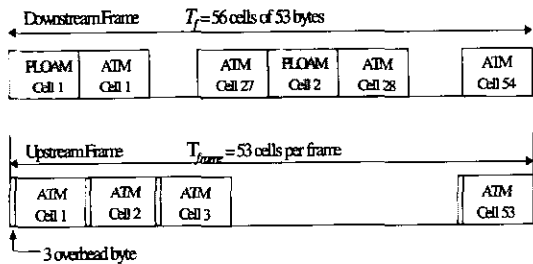 Downstream Frame T_f = 56 cells of 53 bytes
PLOAM Cell 1
ATM Cell 1
ATM Cell 27
PLOAM Cell 2
ATM Cell 28
ATM Cell 54
Upstream Frame T_frame = 53 cells per frame
ATM Cell 1
ATM Cell 2
ATM Cell 3
ATM Cell 53
3 overhead byte